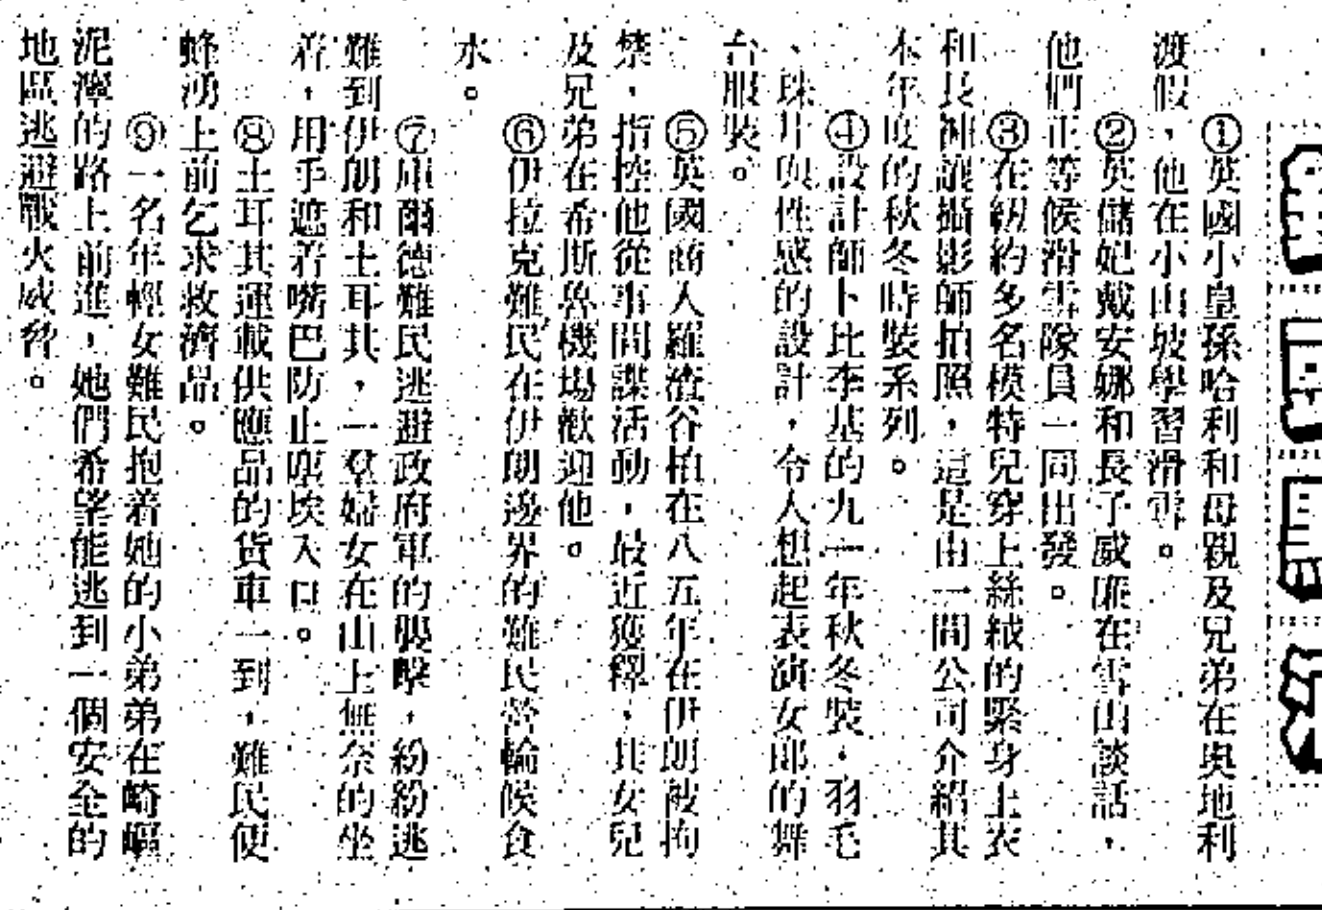 ①英國小皇孫哈利和母親及兄弟在奧地利
渡假，他在小山坡學習滑雪。
②英儲妃戴安娜和長子威廉在雪山談話，
他們正等候滑雪隊員一同出發。
③在紐約多名模特兒穿上絲絨的緊身上衣
和長褲讓攝影師拍照，這是由一間公司介紹其
本年度的秋冬時裝系列。
④設計師卜比李基的九一年秋冬裝，羽毛
、珠片與性感的設計，令人想起表演女郎的舞
台服裝。
⑤英國商人羅渣谷柏在八五年在伊朗被拘
禁，指控他從事間諜活動，最近獲釋，其女兒
及兄弟在希斯魯機場歡迎他。
⑥伊拉克難民在伊朗邊界的難民營輪候食
水。
⑦庫爾德難民逃避政府軍的襲擊，紛紛逃
難到伊朗和土耳其，一羣婦女在山上無奈的坐
着，用手遮着嘴巴防止塵埃入口。
⑧土耳其運載供應品的貨車一到，難民便
蜂湧上前乞求救濟品。
⑨一名年輕女難民抱着她的小弟弟在崎嶇
泥濘的路上前進，她們希望能逃到一個安全的
地區逃避戰火威脅。